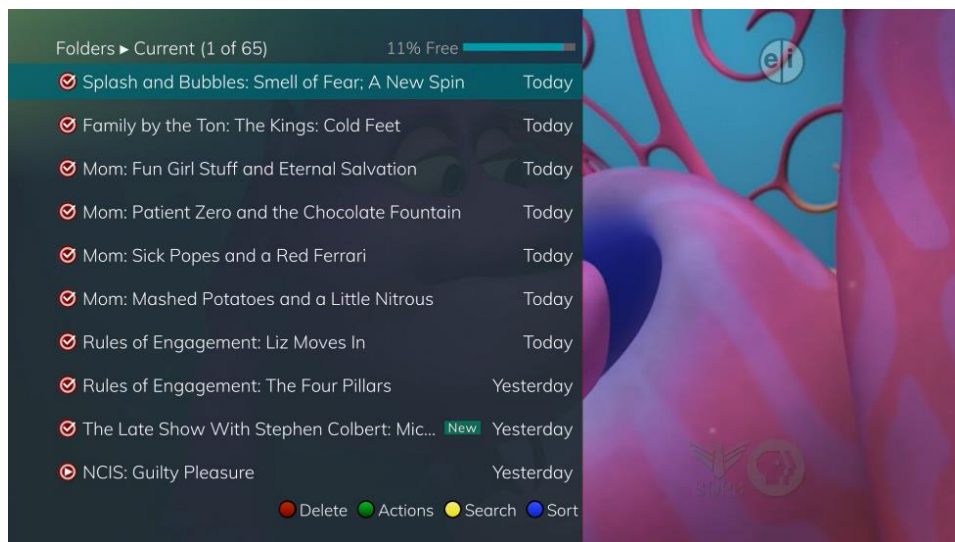 Folders ▸ Current (1 of 65) 11% Free
Splash and Bubbles: Smell of Fear; A New Spin Today
Family by the Ton: The Kings: Cold Feet Today
Mom: Fun Girl Stuff and Eternal Salvation Today
Mom: Patient Zero and the Chocolate Fountain Today
Mom: Sick Popes and a Red Ferrari Today
Mom: Mashed Potatoes and a Little Nitrous Today
Rules of Engagement: Liz Moves In Today
Rules of Engagement: The Four Pillars Yesterday
The Late Show With Stephen Colbert: Mic... New Yesterday
NCIS: Guilty Pleasure Yesterday
Delete Actions Search Sort
e/i